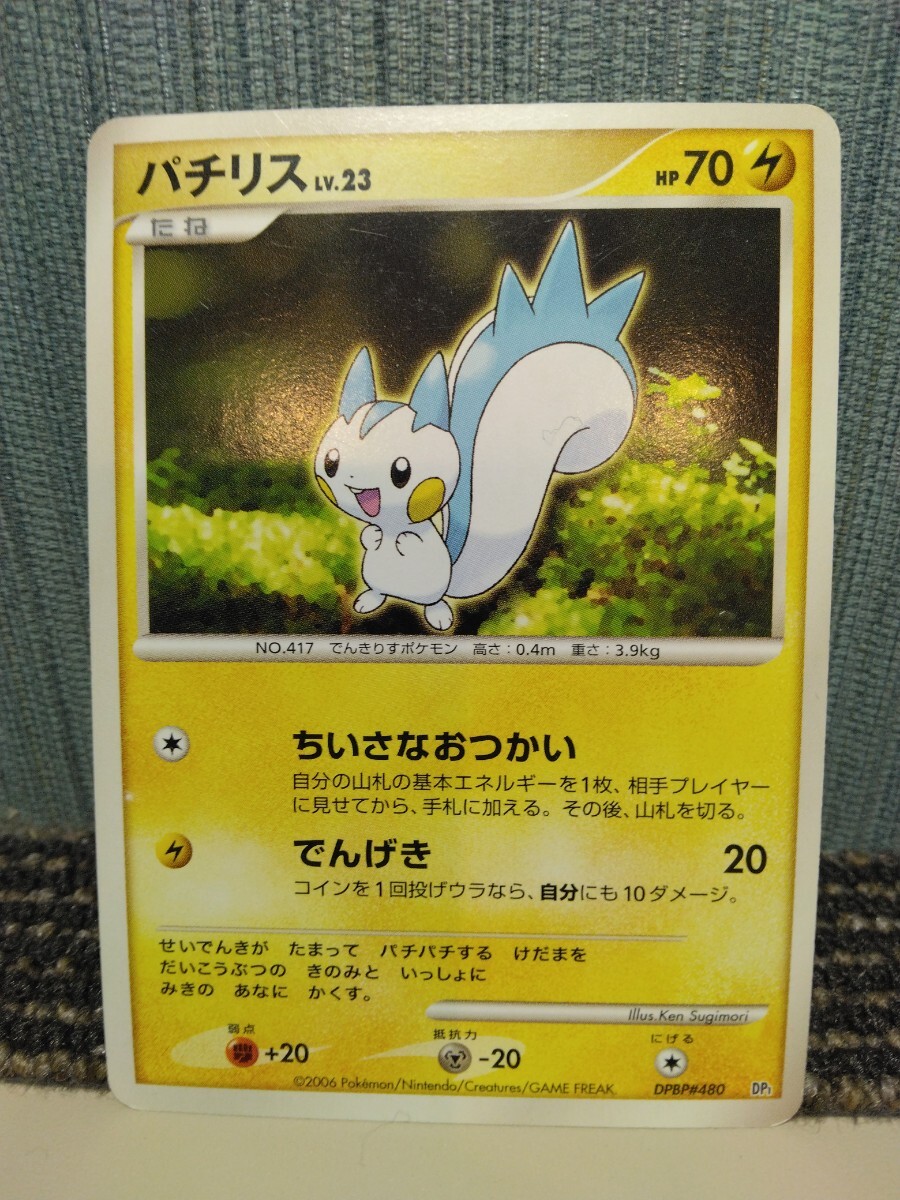 パチリス LV.23 HP 70
たね
NO.417 でんきりすポケモン 高さ：0.4m 重さ：3.9kg
ちいさなおつかい
自分の山札の基本エネルギーを1枚、相手プレイヤー
に見せてから、手札に加える。その後、山札を切る。
でんげき 20
コインを1回投げウラなら、自分にも10ダメージ。
せいでんきが たまって パチパチする けだまを
だいこうぶつの きのみと いっしょに
みきの あなに かくす。
Illus.Ken Sugimori
弱点 +20 抵抗力 -20 にげる
©2006 Pokémon/Nintendo/Creatures/GAME FREAK. DPBP#480 DP1